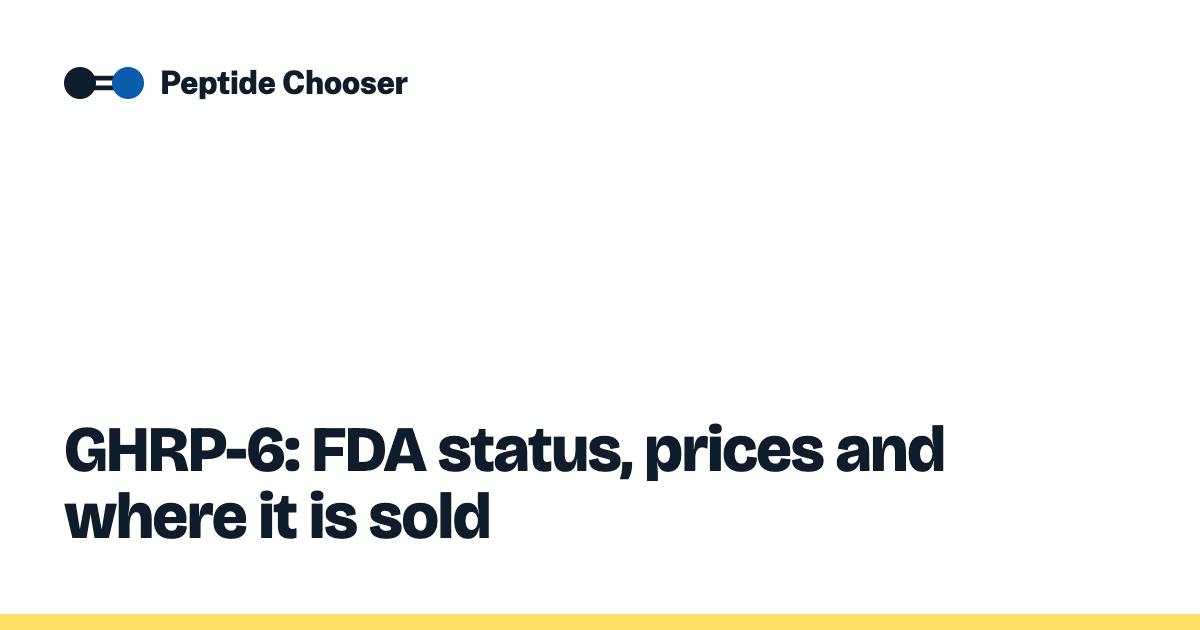 Peptide Chooser
GHRP-6: FDA status, prices and
where it is sold